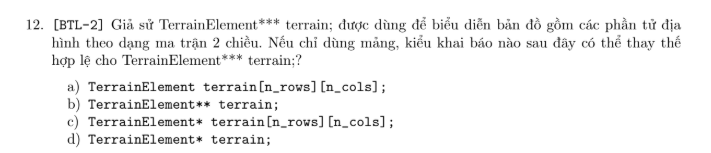 12. [BTL-2] Giả sử TerrainElement*** terrain; được dùng để biểu diễn bản đồ gồm các phần tử địa
hình theo dạng ma trận 2 chiều. Nếu chỉ dùng mảng, kiểu khai báo nào sau đây có thể thay thế
hợp lệ cho TerrainElement*** terrain;?
a) TerrainElement terrain[n_rows][n_cols];
b) TerrainElement** terrain;
c) TerrainElement* terrain[n_rows][n_cols];
d) TerrainElement* terrain;